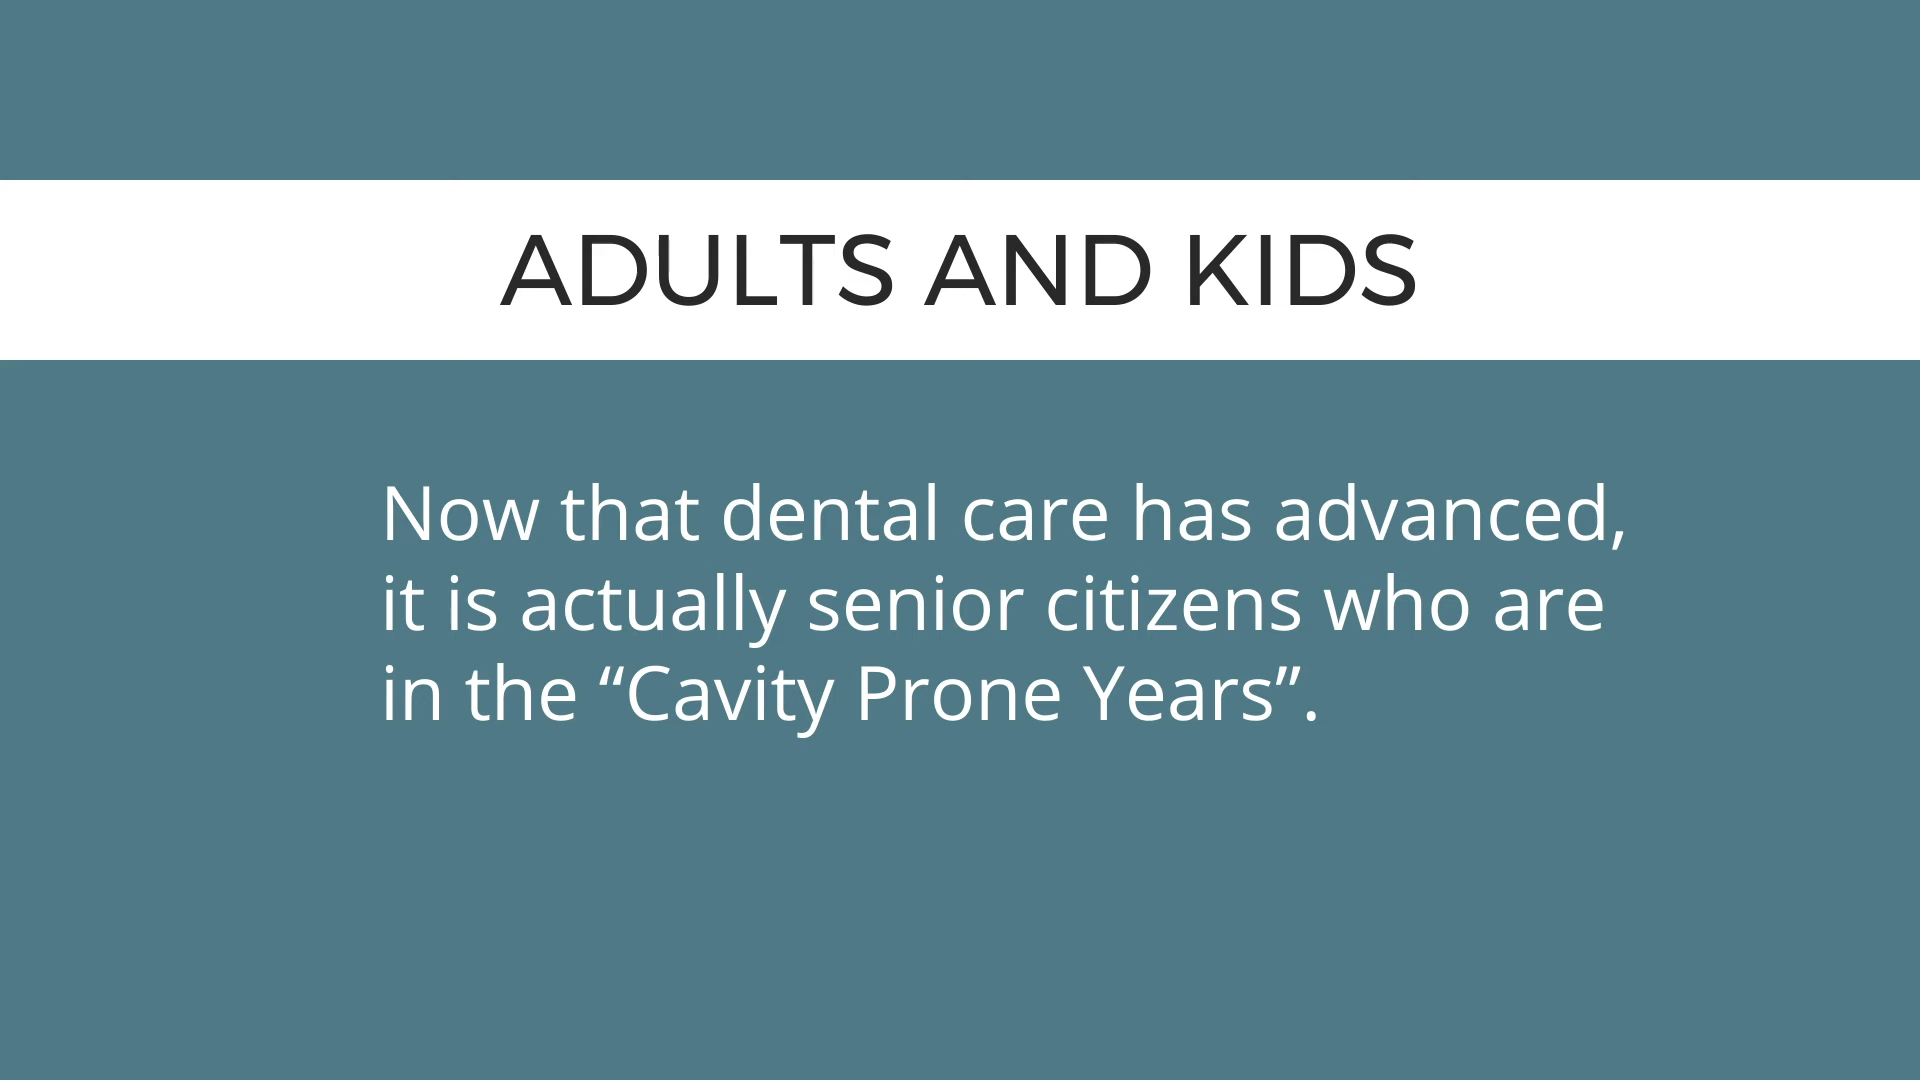 ADULTS AND KIDS
Now that dental care has advanced,
it is actually senior citizens who are
in the “Cavity Prone Years”.